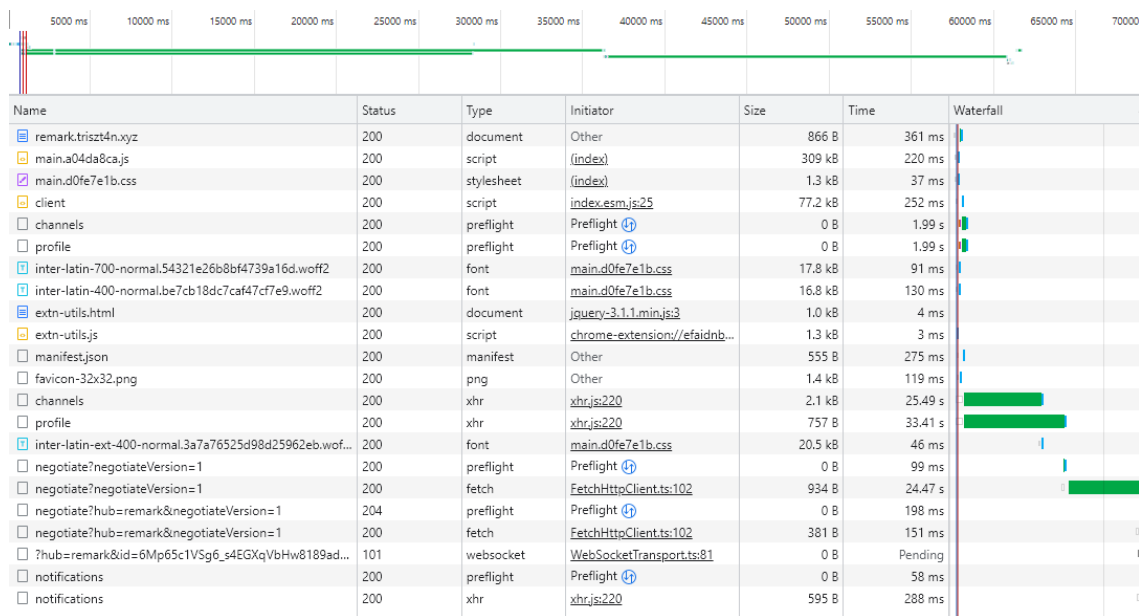 5000 ms 10000 ms 15000 ms 20000 ms 25000 ms 30000 ms 35000 ms 40000 ms 45000 ms 50000 ms 55000 ms 60000 ms 65000 ms 70000
Name Status Type Initiator Size Time Waterfall
remark.triszt4n.xyz 200 document Other 866 B 361 ms
main.a04da8ca.js 200 script (index) 309 kB 220 ms
main.d0fe7e1b.css 200 stylesheet (index) 1.3 kB 37 ms
client 200 script index.esm.js:25 77.2 kB 252 ms
channels 200 preflight Preflight 0 B 1.99 s
profile 200 preflight Preflight 0 B 1.99 s
inter-latin-700-normal.54321e26b8bf4739a16d.woff2 200 font main.d0fe7e1b.css 17.8 kB 91 ms
inter-latin-400-normal.be7cb18dc7caf47cf7e9.woff2 200 font main.d0fe7e1b.css 16.8 kB 130 ms
extn-utils.html 200 document jquery-3.1.1.min.js:3 1.0 kB 4 ms
extn-utils.js 200 script chrome-extension://efaidnb... 1.3 kB 3 ms
manifest.json 200 manifest Other 555 B 275 ms
favicon-32x32.png 200 png Other 1.4 kB 119 ms
channels 200 xhr xhr.js:220 2.1 kB 25.49 s
profile 200 xhr xhr.js:220 757 B 33.41 s
inter-latin-ext-400-normal.3a7a76525d98d25962eb.wof... 200 font main.d0fe7e1b.css 20.5 kB 46 ms
negotiate?negotiateVersion=1 200 preflight Preflight 0 B 99 ms
negotiate?negotiateVersion=1 200 fetch FetchHttpClient.ts:102 934 B 24.47 s
negotiate?hub=remark&negotiateVersion=1 204 preflight Preflight 0 B 198 ms
negotiate?hub=remark&negotiateVersion=1 200 fetch FetchHttpClient.ts:102 381 B 151 ms
?hub=remark&id=6Mp65c1VSg6_s4EGXqVbHw8189ad... 101 websocket WebSocketTransport.ts:81 0 B Pending
notifications 200 preflight Preflight 0 B 58 ms
notifications 200 xhr xhr.js:220 595 B 288 ms